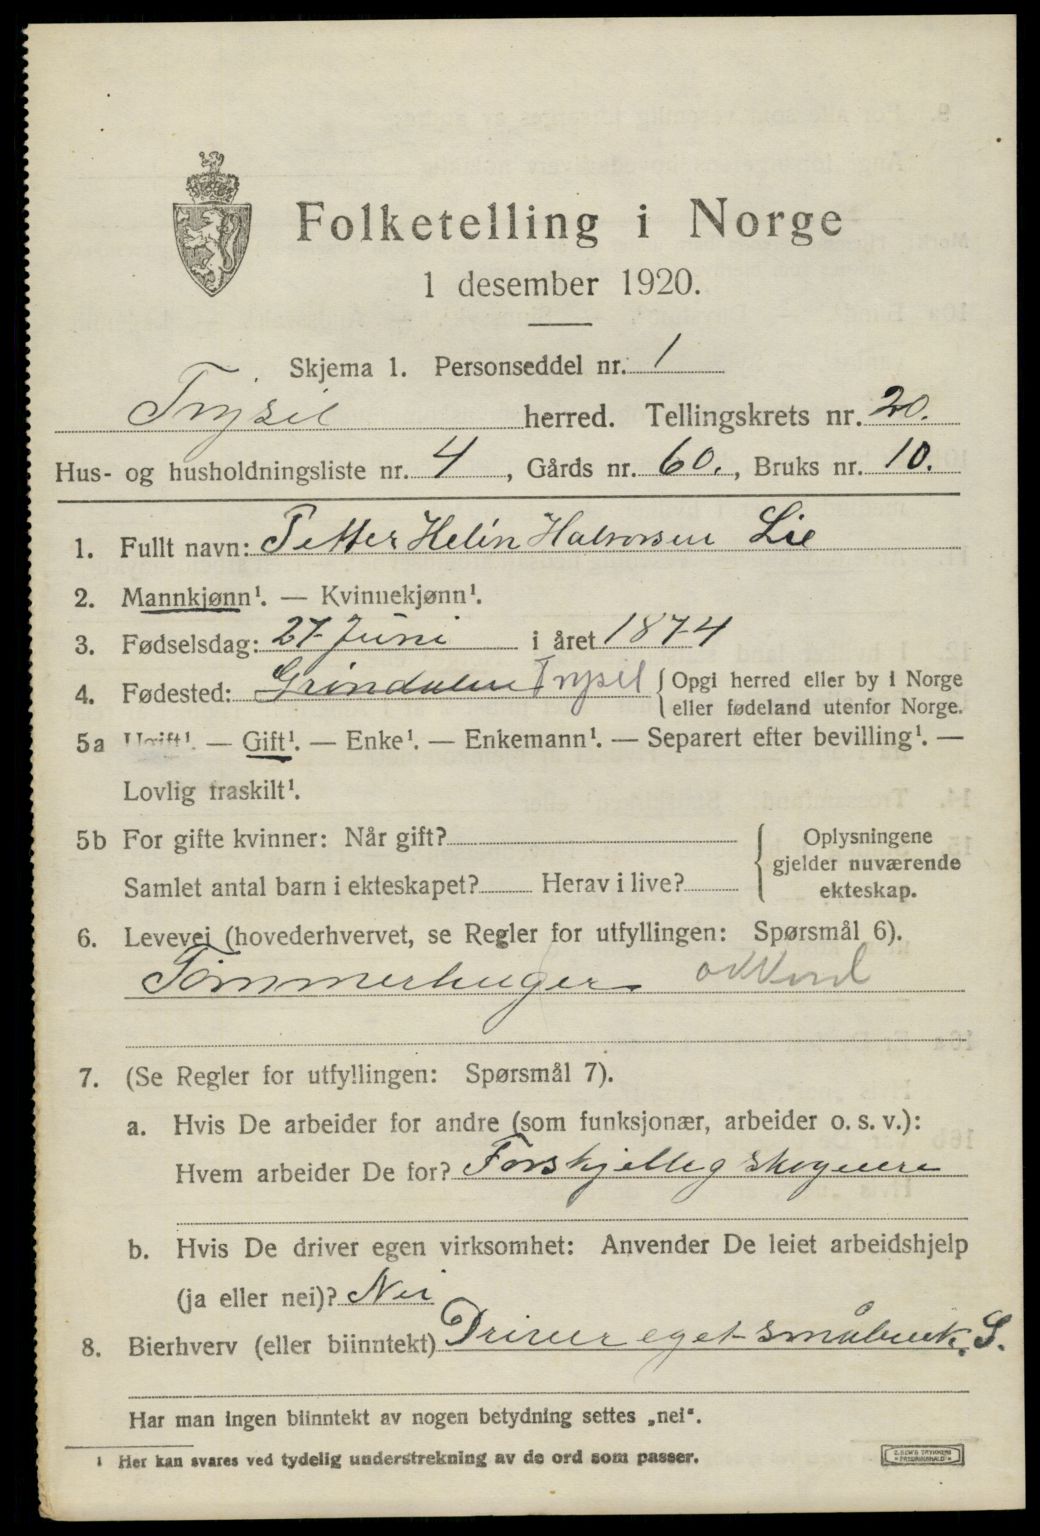 Folketelling i Norge
1 desember 1920.
Skjema 1. Personseddel nr. 1
Trysil herred. Tellingskrets nr. 20.
Hus- og husholdningsliste nr. 4, Gårds nr. 60., Bruks nr. 10.
1. Fullt navn: Petter Helin Halvorsen Lie
2. Mannkjønn¹. — Kvinnekjønn¹.
3. Fødselsdag: 27 Juni i året 1874
4. Fødested: Grindalen Trysil { Opgi herred eller by i Norge
eller fødeland utenfor Norge.
5a Ugift¹. — Gift¹. — Enke¹. — Enkemann¹. — Separert efter bevilling¹. —
Lovlig fraskilt¹.
5b For gifte kvinner: Når gift?
Samlet antal barn i ekteskapet? Herav i live?
{ Oplysningene
gjelder nuværende
ekteskap.
6. Levevei (hovederhvervet, se Regler for utfyllingen: Spørsmål 6).
Tømmerhuger akkord
7. (Se Regler for utfyllingen: Spørsmål 7).
a. Hvis De arbeider for andre (som funksjonær, arbeider o. s. v.):
Hvem arbeider De for? Forskjellig skogeiere
b. Hvis De driver egen virksomhet: Anvender De leiet arbeidshjelp
(ja eller nei)? Nei
8. Bierhverv (eller biinntekt) Driver eget småbruk. S.
Har man ingen biinntekt av nogen betydning settes „nei“.
¹ Her kan svares ved tydelig understrekning av de ord som passer.